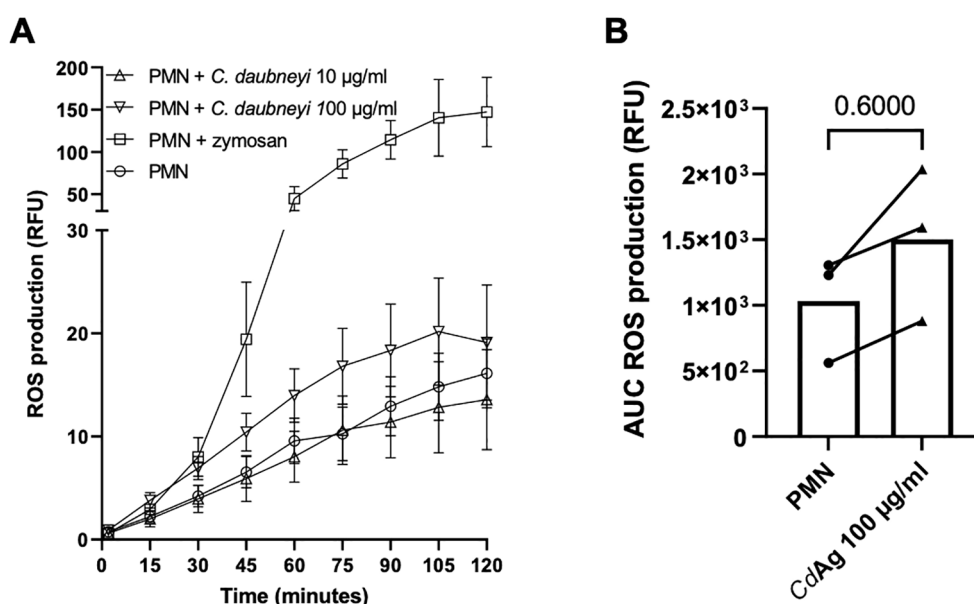 A
PMN + C. daubneyi 10 µg/ml
PMN + C. daubneyi 100 µg/ml
PMN + zymosan
PMN
ROS production (RFU)
200
150
100
50
30
20
10
0
0 15 30 45 60 75 90 105 120
Time (minutes)
B
0.6000
AUC ROS production (RFU)
2.5×10³
2×10³
1.5×10³
1×10³
5×10²
0
PMN
CdAg 100 µg/ml